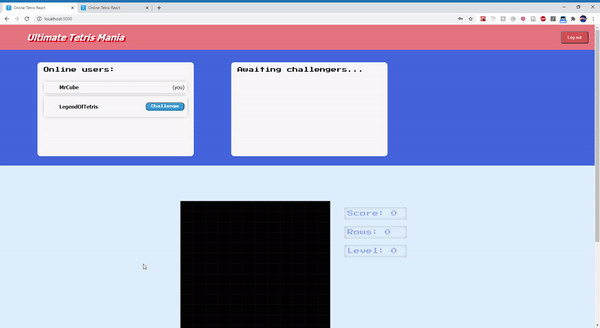 Online-Tetris-React
Online-Tetris-React
localhost:3000
Ultimate Tetris Mania
Log out
Online users:
MrCube (you)
LegendOfTetris Challenge
Awaiting challengers...
Score: 0
Rows: 0
Level: 0